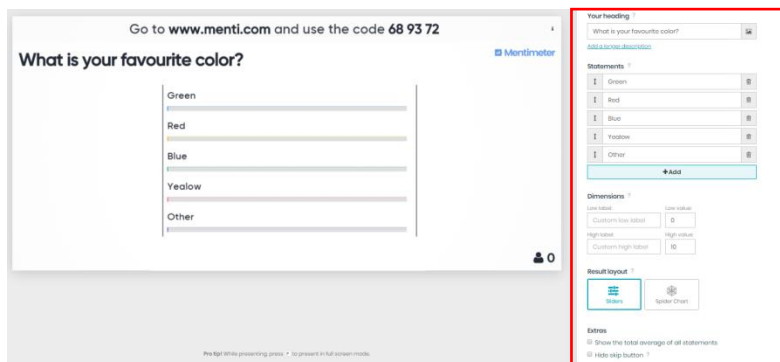 Go to www.menti.com and use the code 68 93 72
What is your favourite color?
Mentimeter
Green
Red
Blue
Yealow
Other
0
Pro tip! While presenting, press to present in full screen mode.
Your heading ?
What is your favourite color?
Add a longer description
Statements ?
Green
Red
Blue
Yealow
Other
+Add
Dimensions ?
Low label
Low value
Custom low label
0
High label
High value
Custom high label
10
Result layout ?
Sliders
Spider Chart
Extras
Show the total average of all statements
Hide skip button ?